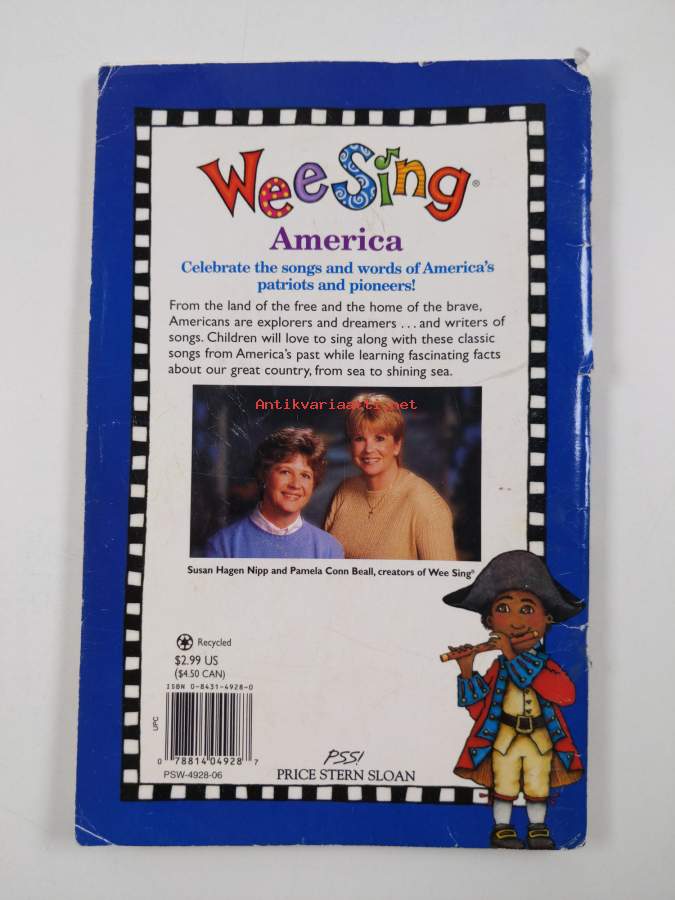 Wee Sing®
America
Celebrate the songs and words of America's
patriots and pioneers!
From the land of the free and the home of the brave,
Americans are explorers and dreamers . . . and writers of
songs. Children will love to sing along with these classic
songs from America's past while learning fascinating facts
about our great country, from sea to shining sea.
Antikvariaatti.net
Susan Hagen Nipp and Pamela Conn Beall, creators of Wee Sing®
Recycled
$2.99 US
($4.50 CAN)
ISBN 0-8431-4928-0
UPC
0 78814 04928 7
PSW-4928-06
PSS!
PRICE STERN SLOAN